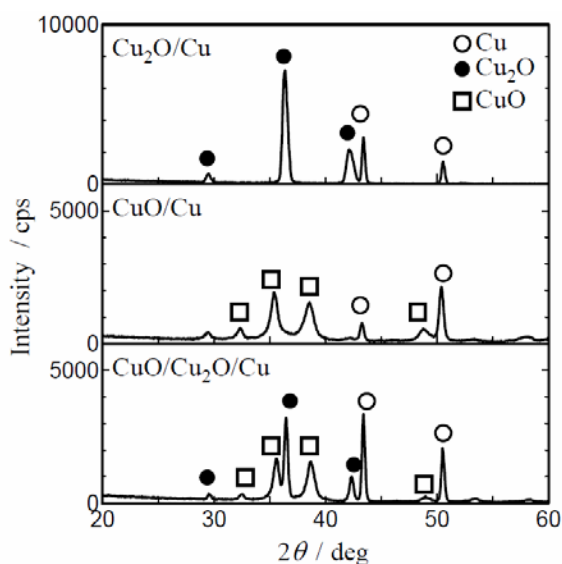 10000
Cu₂O/Cu
Cu
Cu₂O
CuO
5000
0
5000
CuO/Cu
0
5000
CuO/Cu₂O/Cu
0
20 30 40 50 60
2θ / deg
Intensity / cps